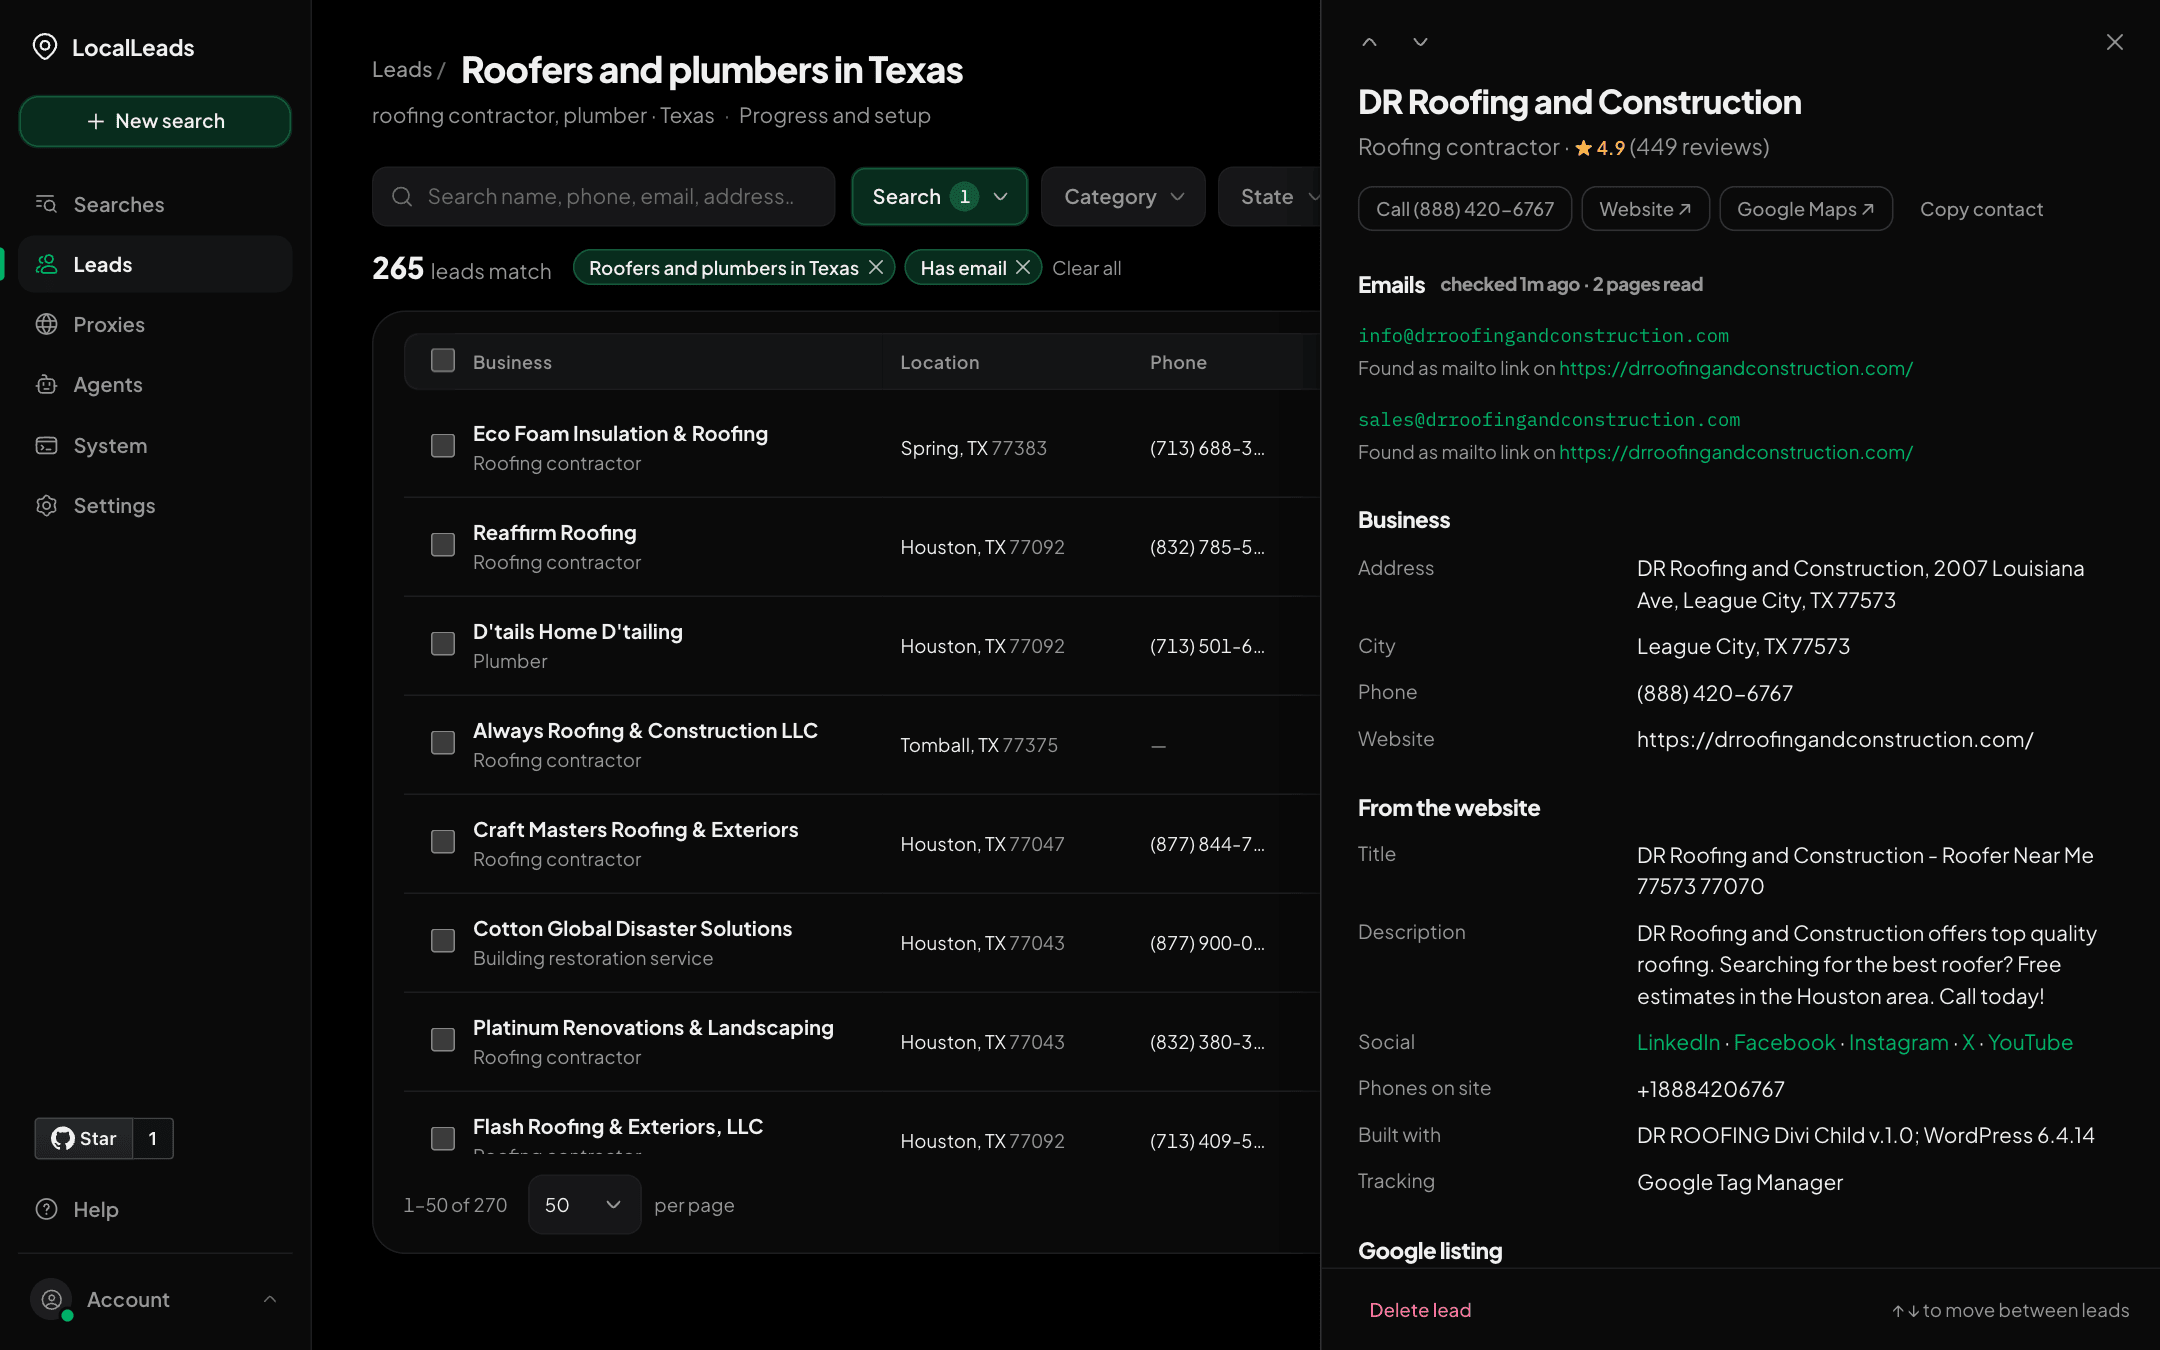 LocalLeads
+ New search
Searches
Leads
Proxies
Agents
System
Settings
Star 1
Help
Account
Leads / Roofers and plumbers in Texas
roofing contractor, plumber · Texas · Progress and setup
Search name, phone, email, address..
Search 1
Category
State
265 leads match
Roofers and plumbers in Texas
Has email
Clear all
Business Location Phone
Eco Foam Insulation & Roofing
Roofing contractor
Spring, TX 77383
(713) 688-3...
Reaffirm Roofing
Roofing contractor
Houston, TX 77092
(832) 785-5...
D'tails Home D'tailing
Plumber
Houston, TX 77092
(713) 501-6...
Always Roofing & Construction LLC
Roofing contractor
Tomball, TX 77375
—
Craft Masters Roofing & Exteriors
Roofing contractor
Houston, TX 77047
(877) 844-7...
Cotton Global Disaster Solutions
Building restoration service
Houston, TX 77043
(877) 900-0...
Platinum Renovations & Landscaping
Roofing contractor
Houston, TX 77043
(832) 380-3...
Flash Roofing & Exteriors, LLC
Houston, TX 77092
(713) 409-5...
1–50 of 270
50
per page
DR Roofing and Construction
Roofing contractor · ★ 4.9 (449 reviews)
Call (888) 420-6767
Website ↗
Google Maps ↗
Copy contact
Emails checked 1m ago · 2 pages read
info@drroofingandconstruction.com
Found as mailto link on https://drroofingandconstruction.com/
sales@drroofingandconstruction.com
Found as mailto link on https://drroofingandconstruction.com/
Business
Address
DR Roofing and Construction, 2007 Louisiana
Ave, League City, TX 77573
City
League City, TX 77573
Phone
(888) 420-6767
Website
https://drroofingandconstruction.com/
From the website
Title
DR Roofing and Construction - Roofer Near Me
77573 77070
Description
DR Roofing and Construction offers top quality
roofing. Searching for the best roofer? Free
estimates in the Houston area. Call today!
Social
LinkedIn · Facebook · Instagram · X · YouTube
Phones on site
+18884206767
Built with
DR ROOFING Divi Child v.1.0; WordPress 6.4.14
Tracking
Google Tag Manager
Google listing
Delete lead
↑ ↓ to move between leads